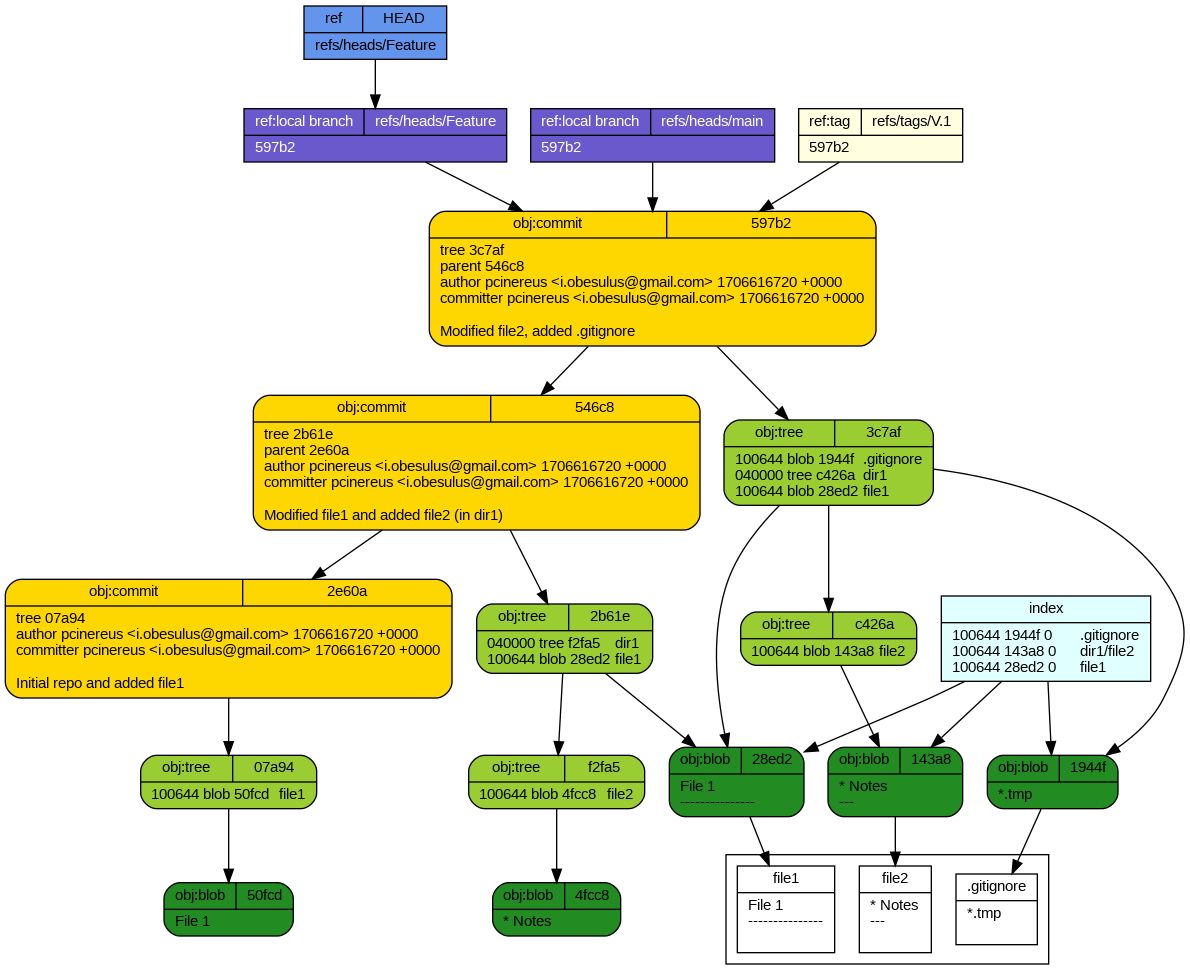 ref HEAD
refs/heads/Feature
ref:local branch refs/heads/Feature
597b2
ref:local branch refs/heads/main
597b2
ref:tag refs/tags/V.1
597b2
obj:commit 597b2
tree 3c7af
parent 546c8
author pcinereus <i.obesulus@gmail.com> 1706616720 +0000
committer pcinereus <i.obesulus@gmail.com> 1706616720 +0000
Modified file2, added .gitignore
obj:commit 546c8
tree 2b61e
parent 2e60a
author pcinereus <i.obesulus@gmail.com> 1706616720 +0000
committer pcinereus <i.obesulus@gmail.com> 1706616720 +0000
Modified file1 and added file2 (in dir1)
obj:tree 3c7af
100644 blob 1944f .gitignore
040000 tree c426a dir1
100644 blob 28ed2 file1
obj:commit 2e60a
tree 07a94
author pcinereus <i.obesulus@gmail.com> 1706616720 +0000
committer pcinereus <i.obesulus@gmail.com> 1706616720 +0000
Initial repo and added file1
obj:tree 2b61e
040000 tree f2fa5 dir1
100644 blob 28ed2 file1
obj:tree c426a
100644 blob 143a8 file2
index
100644 1944f 0 .gitignore
100644 143a8 0 dir1/file2
100644 28ed2 0 file1
obj:tree 07a94
100644 blob 50fcd file1
obj:tree f2fa5
100644 blob 4fcc8 file2
obj:blob 28ed2
File 1
---------------
obj:blob 143a8
* Notes
---
obj:blob 1944f
*.tmp
obj:blob 50fcd
File 1
obj:blob 4fcc8
* Notes
file1
File 1
---------------
file2
* Notes
---
.gitignore
*.tmp